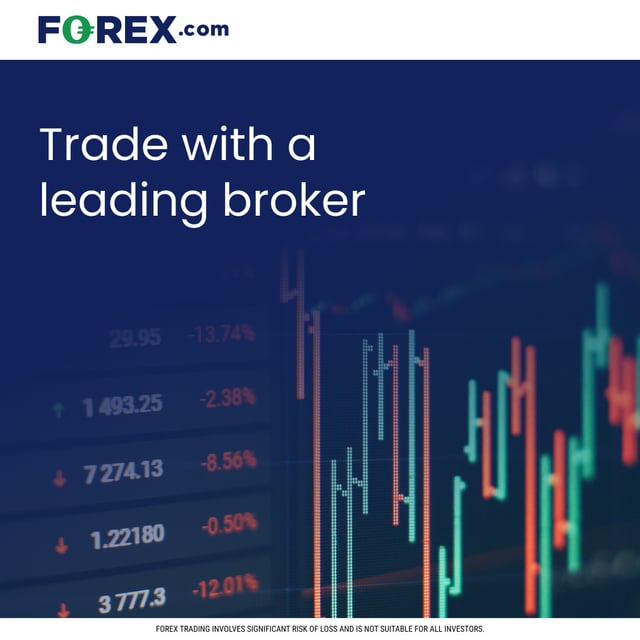 FOREX.com
Trade with a
leading broker
29.95 -13.74%
1 493.25 -2.38%
7 274.13 -8.56%
1.22180 -0.50%
3 777.3 -12.01%
FOREX TRADING INVOLVES SIGNIFICANT RISK OF LOSS AND IS NOT SUITABLE FOR ALL INVESTORS.